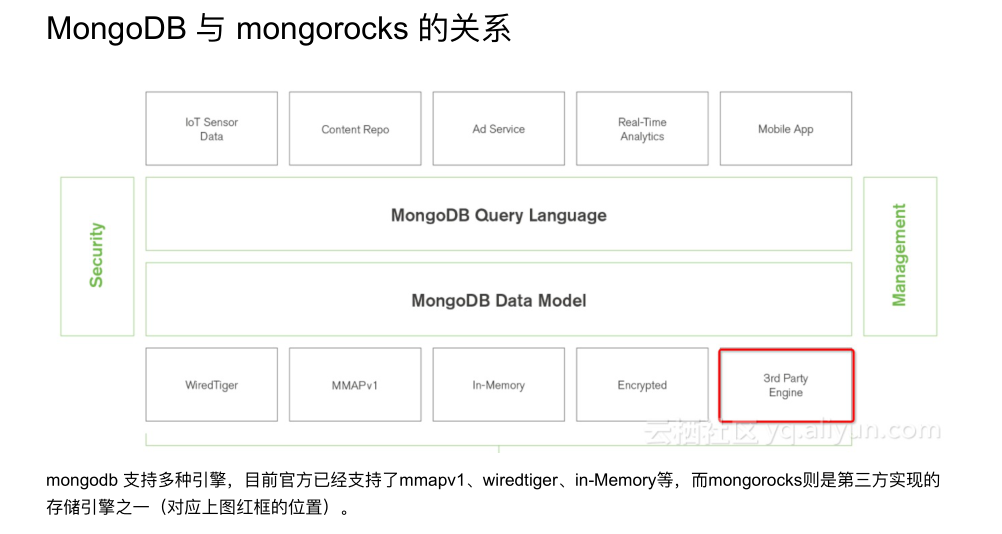 MongoDB 与 mongorocks 的关系
IoT Sensor
Data
Content Repo
Ad Service
Real-Time
Analytics
Mobile App
Security
MongoDB Query Language
MongoDB Data Model
Management
WiredTiger
MMAPv1
In-Memory
Encrypted
3rd Party
Engine
云栖社区 yq.aliyun.com
mongodb 支持多种引擎，目前官方已经支持了mmapv1、wiredtiger、in-Memory等，而mongorocks则是第三方实现的
存储引擎之一（对应上图红框的位置）。